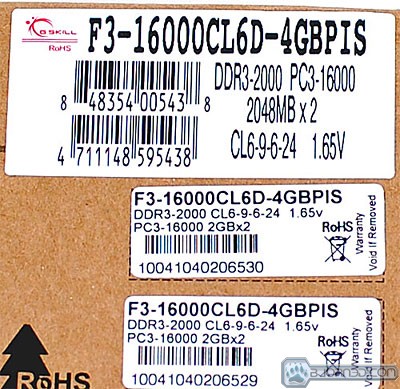 G.SKILL
RoHS
F3-16000CL6D-4GBPIS
DDR3-2000 PC3-16000
2048MB x 2
CL6-9-6-24 1.65V
8 48354 00543 8
4 711148 595438
F3-16000CL6D-4GBPIS
DDR3-2000 CL6-9-6-24 1.65v
PC3-16000 2GBx2
RoHS
Warranty
Void If Removed
10041040206530
F3-16000CL6D-4GBPIS
DDR3-2000 CL6-9-6-24 1.65v
PC3-16000 2GBx2
RoHS
Warranty
Void If Removed
10041040206529
RoHS